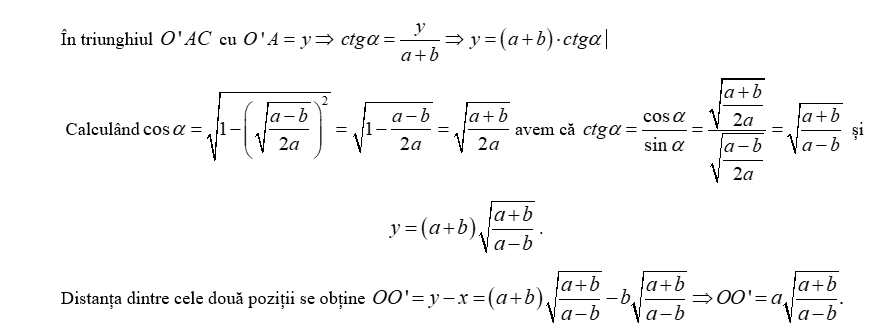 În triunghiul $O'AC$ cu $O'A = y \Rightarrow ctg\alpha = \frac{y}{a+b} \Rightarrow y = (a+b) \cdot ctg\alpha |$
Calculând $\cos\alpha = \sqrt{1-\left(\sqrt{\frac{a-b}{2a}}\right)^2} = \sqrt{1-\frac{a-b}{2a}} = \sqrt{\frac{a+b}{2a}}$ avem că $ctg\alpha = \frac{\cos\alpha}{\sin\alpha} = \frac{\sqrt{\frac{a+b}{2a}}}{\sqrt{\frac{a-b}{2a}}} = \sqrt{\frac{a+b}{a-b}}$ și
$y = (a+b)\sqrt{\frac{a+b}{a-b}}$ .
Distanța dintre cele două poziții se obține $OO' = y - x = (a+b)\sqrt{\frac{a+b}{a-b}} - b\sqrt{\frac{a+b}{a-b}} \Rightarrow OO' = a\sqrt{\frac{a+b}{a-b}}$.